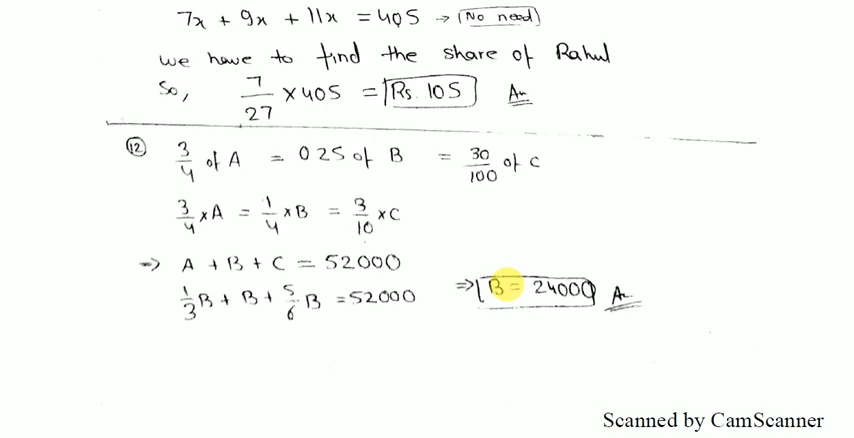 7x + 9x + 11x = 405 → (No need)
we have to find the share of Rahul
So, 7/27 × 405 = Rs. 105 An
(12) 3/4 of A = 0 25 of B = 30/100 of C
3/4 × A = 1/4 × B = 3/10 × C
→ A + B + C = 52000
1/3 B + B + 5/6 B = 52000 ⇒ B = 24000 An
Scanned by CamScanner